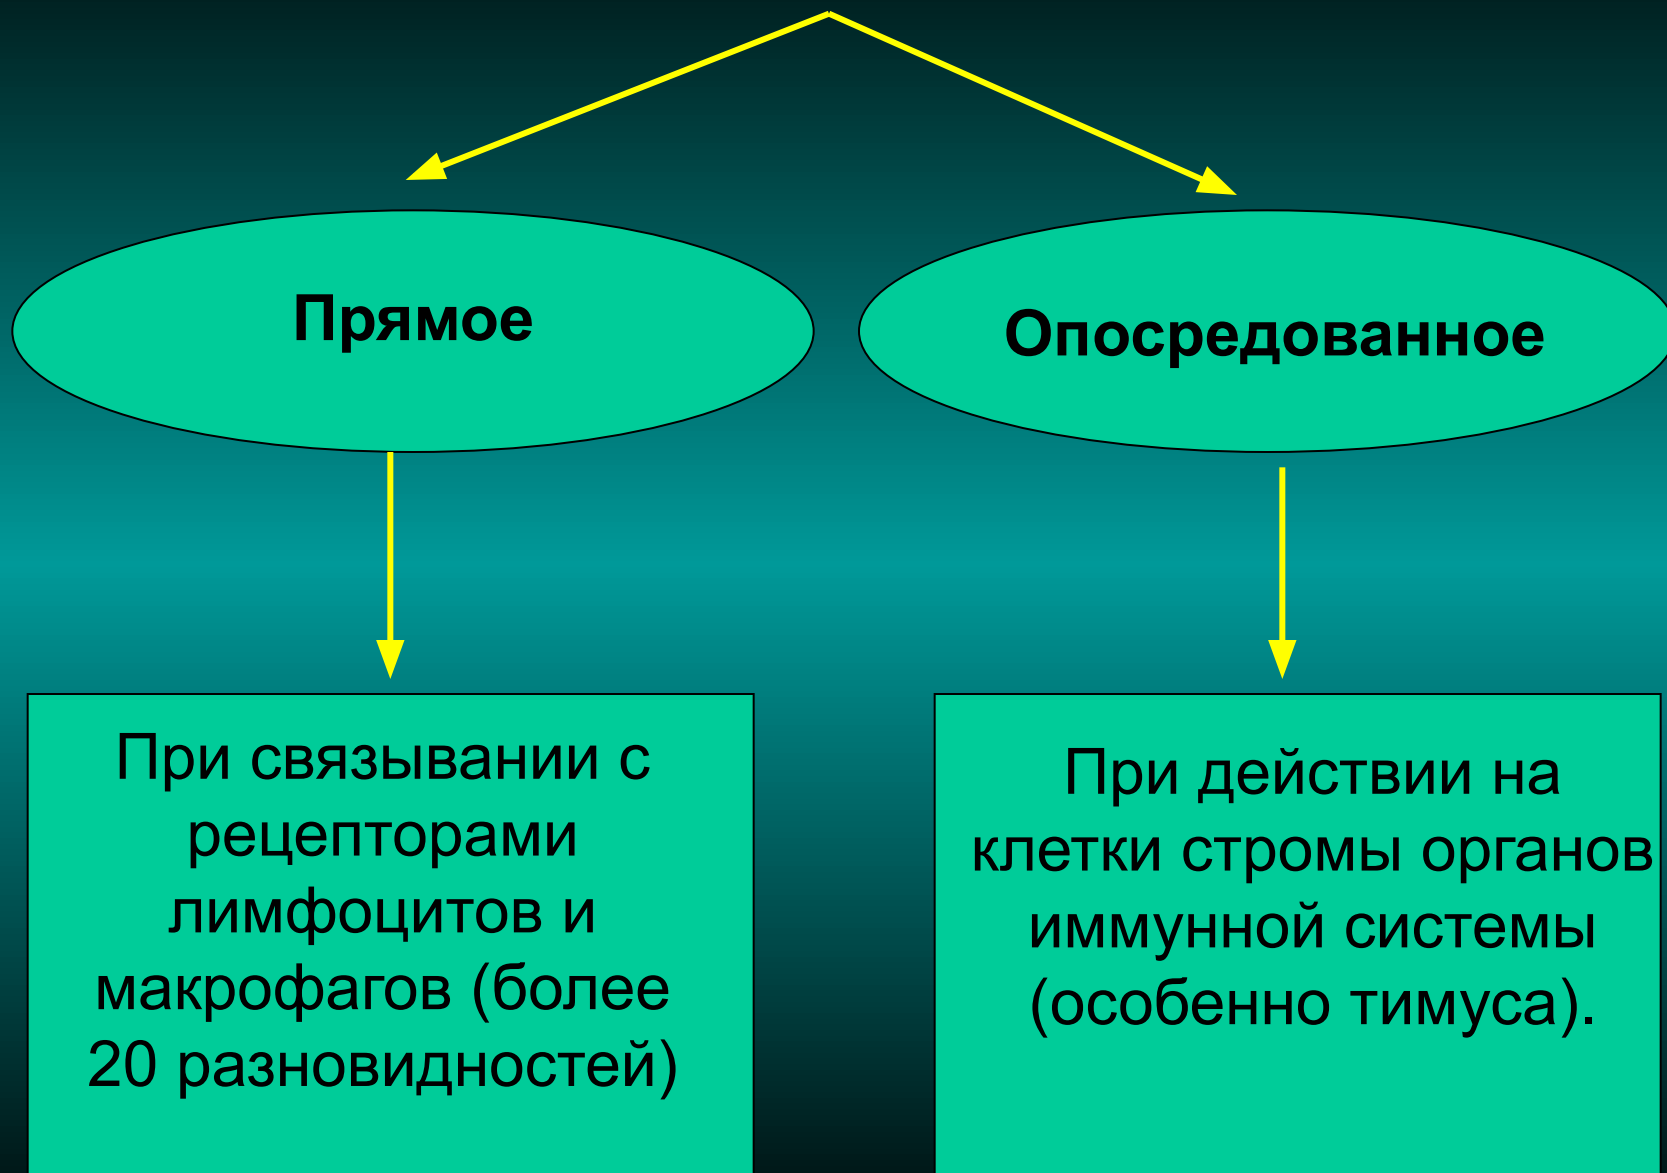 Прямое
Опосредованное
При связывании с
рецепторами
лимфоцитов и
макрофагов (более
20 разновидностей)
При действии на
клетки стромы органов
иммунной системы
(особенно тимуса).